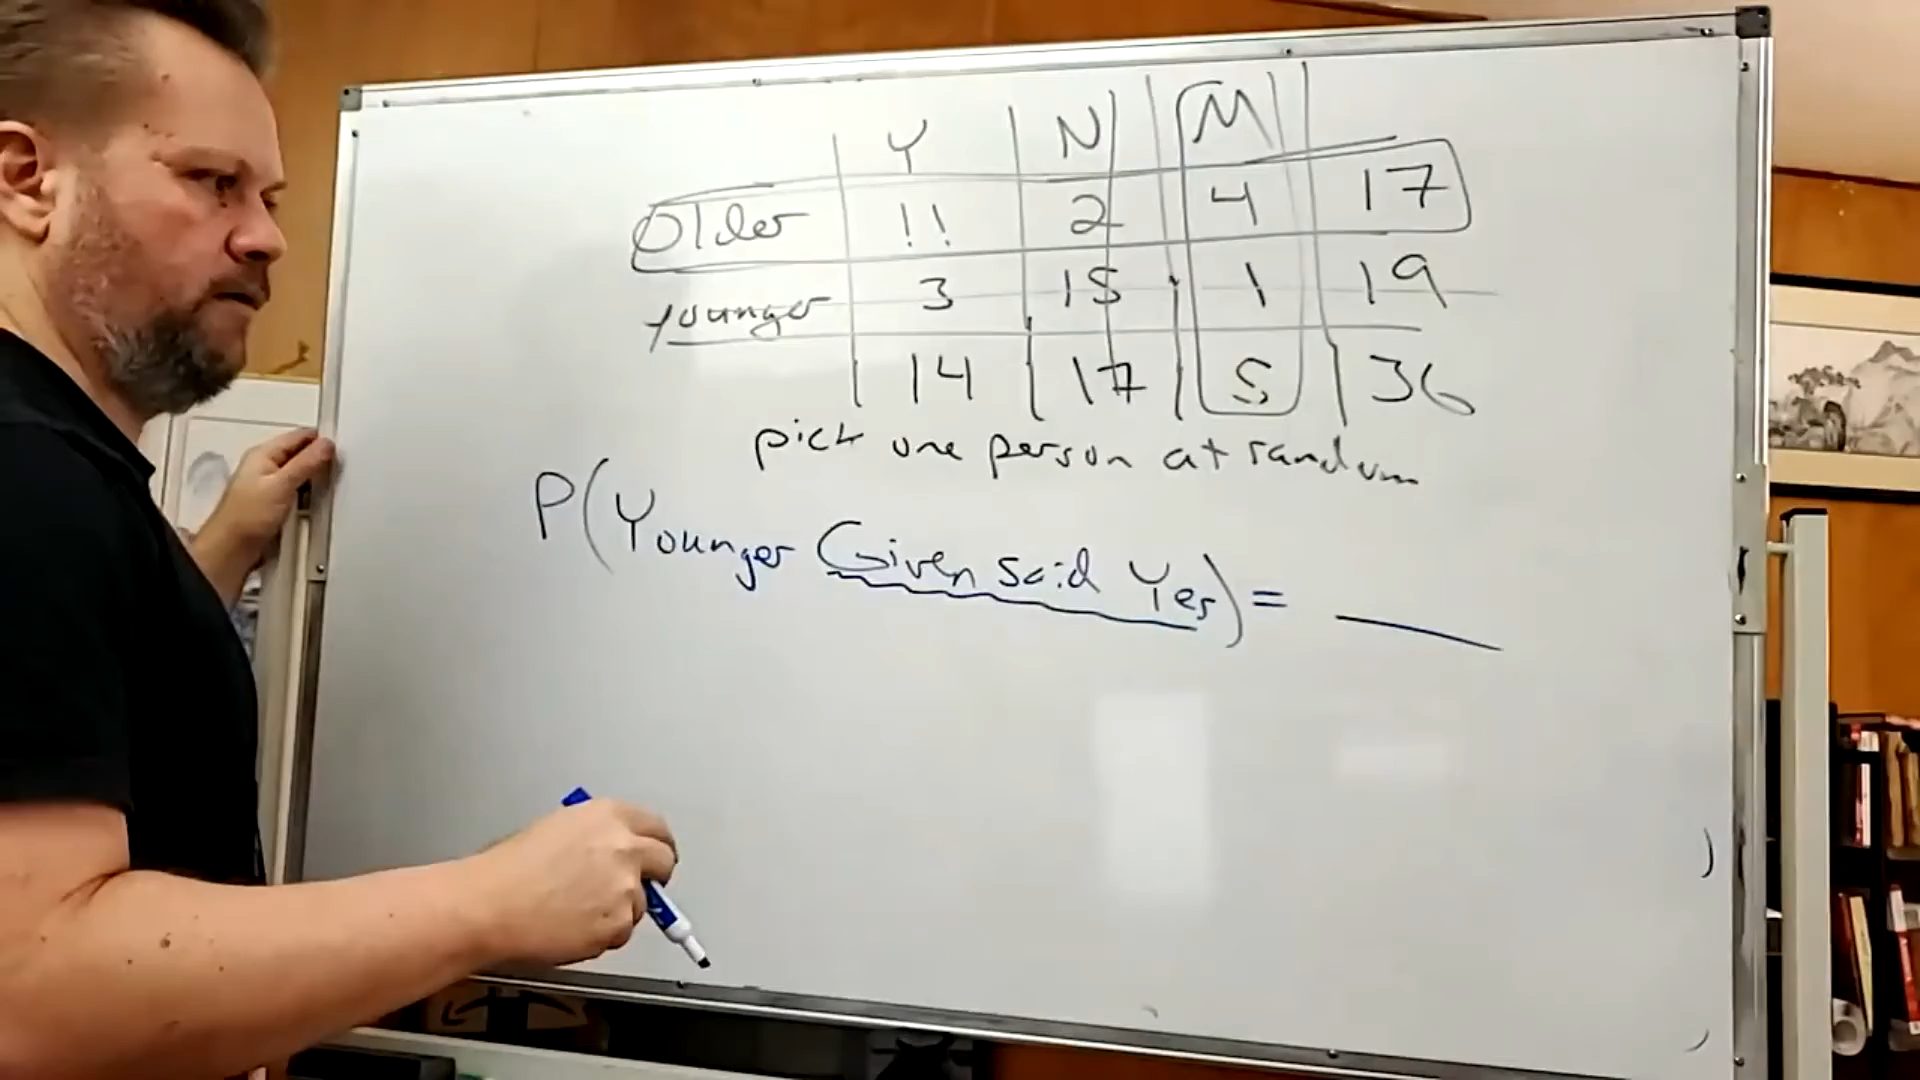 Y N M
Older 11 2 4 17
younger 3 15 1 19
14 17 5 36
pick one person at random
P(Younger Given said Yes) = __